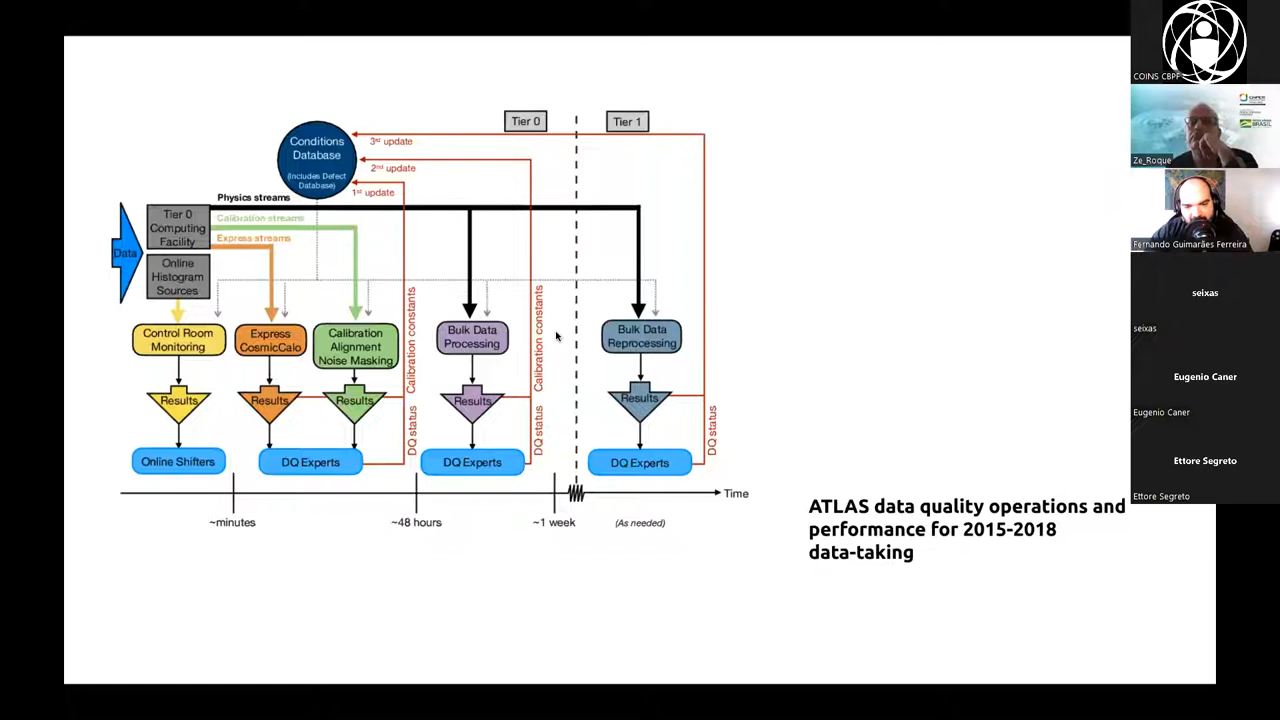 Tier 0
Tier 1
Conditions
Database
(Includes Defect
Database)
3rd update
2nd update
1st update
Physics streams
Calibration streams
Express streams
Data
Tier 0
Computing
Facility
Online
Histogram
Sources
Control Room
Monitoring
Express
CosmicCalo
Calibration
Alignment
Noise Masking
Bulk Data
Processing
Bulk Data
Reprocessing
Results
Results
Results
Results
Results
DQ status Calibration constants
DQ status Calibration constants
DQ status
Online Shifters
DQ Experts
DQ Experts
DQ Experts
Time
~minutes
~48 hours
~1 week
(As needed)
ATLAS data quality operations and
performance for 2015-2018
data-taking
COINS CBPF
BRASIL
Ze_Roque
Fernando Guimarães Ferreira
seixas
seixas
Eugenio Caner
Eugenio Caner
Ettore Segreto
Ettore Segreto